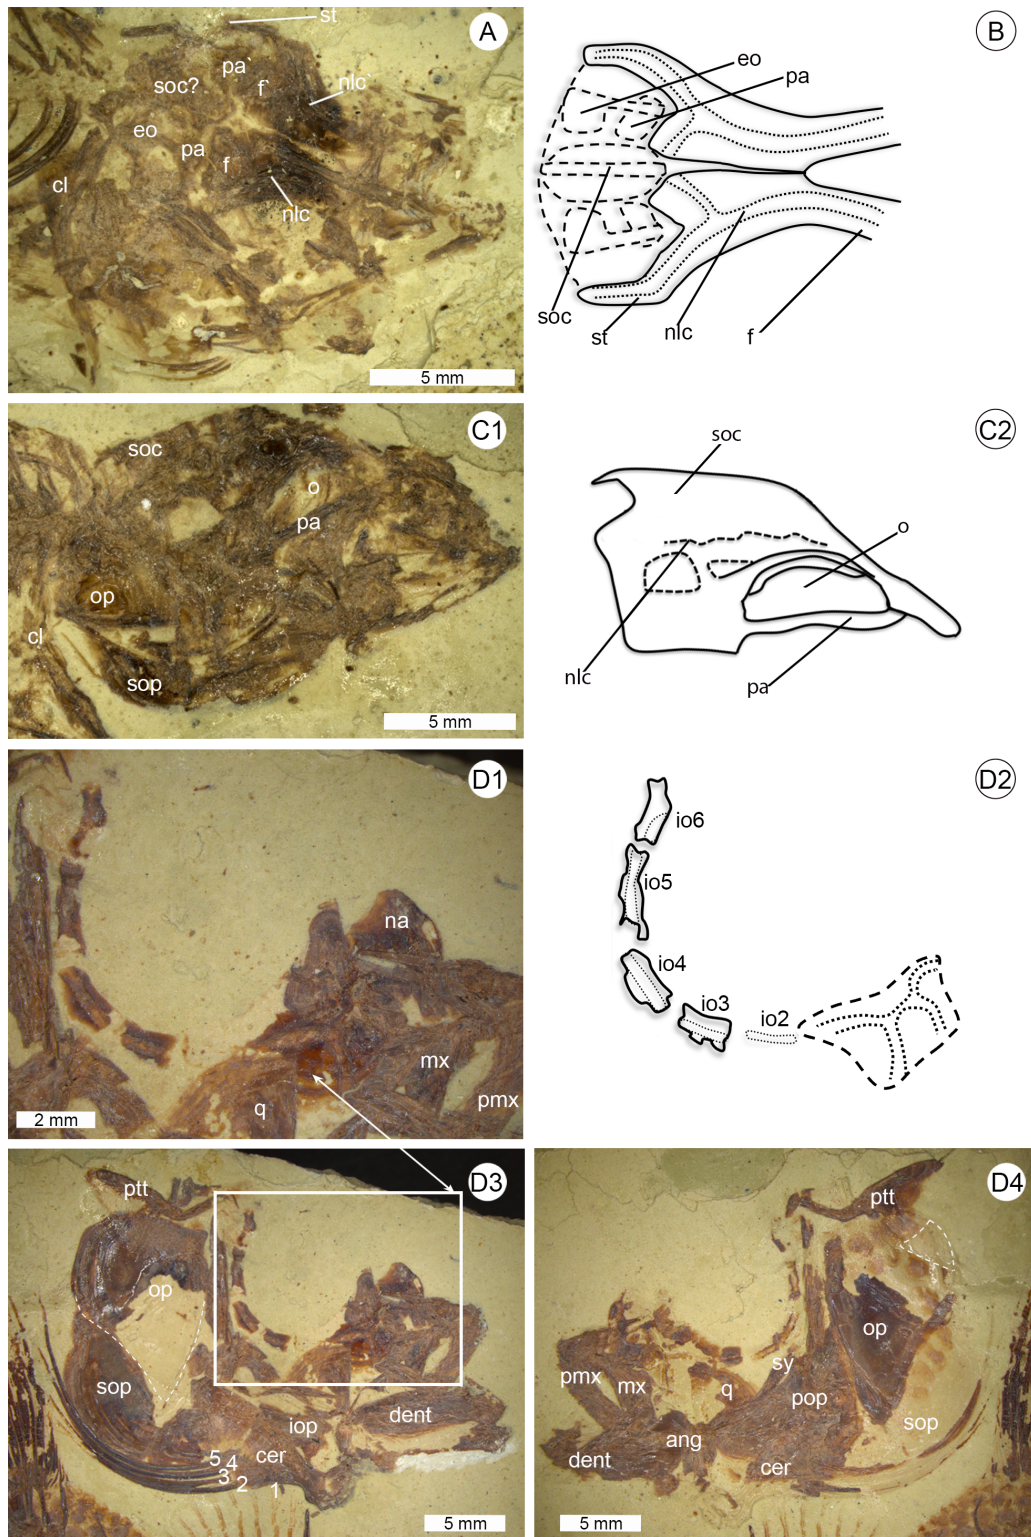 A
st
pa`
nlc`
soc?
f`
eo
pa
f
cl
nlc
5 mm
B
eo
pa
soc
st
nlc
f
C1
soc
o
pa
op
cl
sop
5 mm
C2
soc
o
nlc
pa
D1
na
mx
pmx
q
2 mm
D2
io6
io5
io4
io3
io2
D3
ptt
op
sop
iop
dent
cer
5 4
3 2
1
5 mm
D4
ptt
op
sy
pmx
mx
q
pop
sop
ang
dent
cer
5 mm